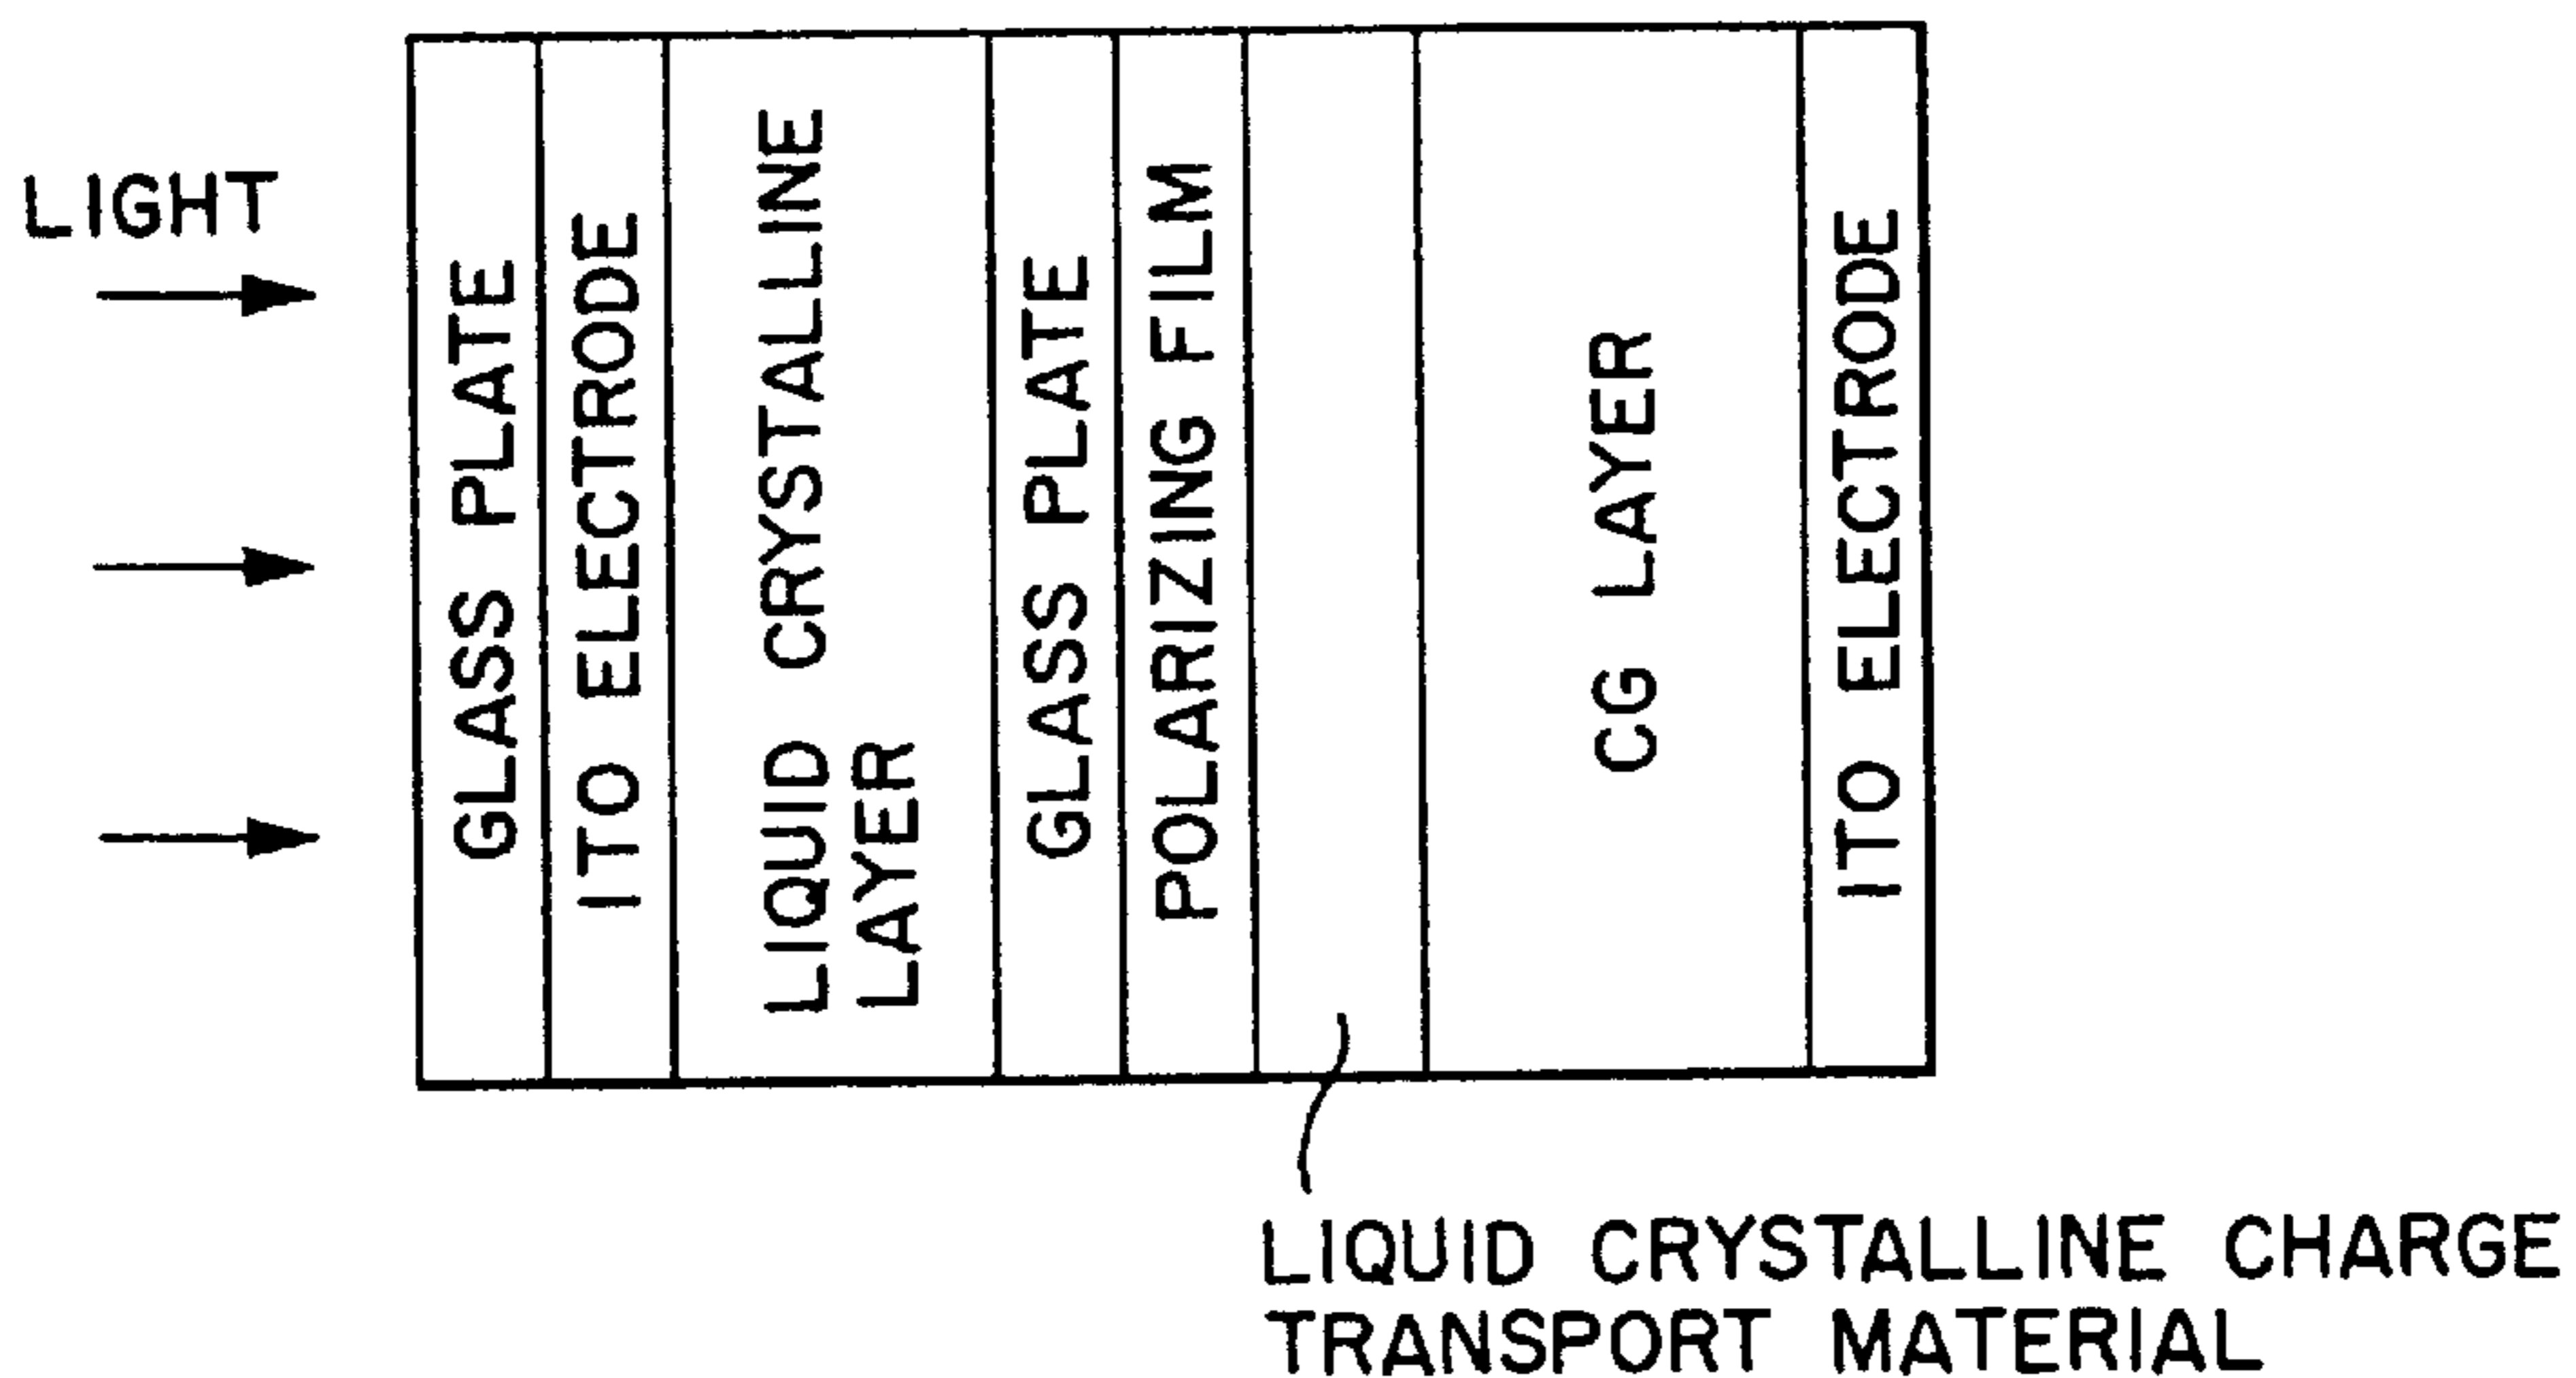 LIGHT
GLASS PLATE
ITO ELECTRODE
LIQUID CRYSTALLINE
LAYER
GLASS PLATE
POLARIZING FILM
CG LAYER
ITO ELECTRODE
LIQUID CRYSTALLINE CHARGE
TRANSPORT MATERIAL